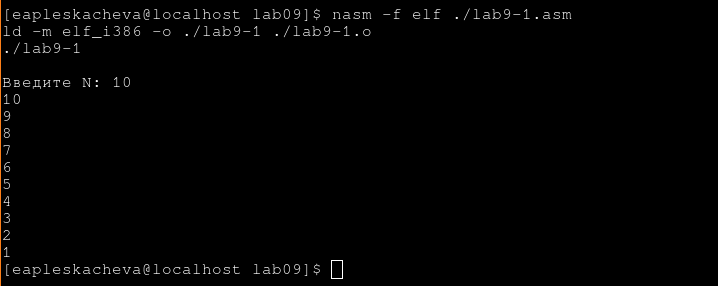 [eapleskacheva@localhost lab09]$ nasm -f elf ./lab9-1.asm
ld -m elf_i386 -o ./lab9-1 ./lab9-1.o
./lab9-1
Введите N: 10
10
9
8
7
6
5
4
3
2
1
[eapleskacheva@localhost lab09]$